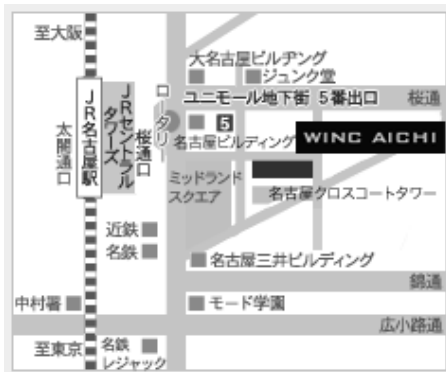 至大阪
大名古屋ビルヂング
ジュンク堂
ユニモール地下街 5番出口
桜通
ロータリー
JRセントラル
タワーズ
JR名古屋駅
太閤通口
桜通口
5
名古屋ビルディング
WINC AICHI
ミッドランド
スクエア
名古屋クロスコートタワー
近鉄
名鉄
名古屋三井ビルディング
錦通
中村署
モード学園
広小路通
至東京
名鉄
レジャック